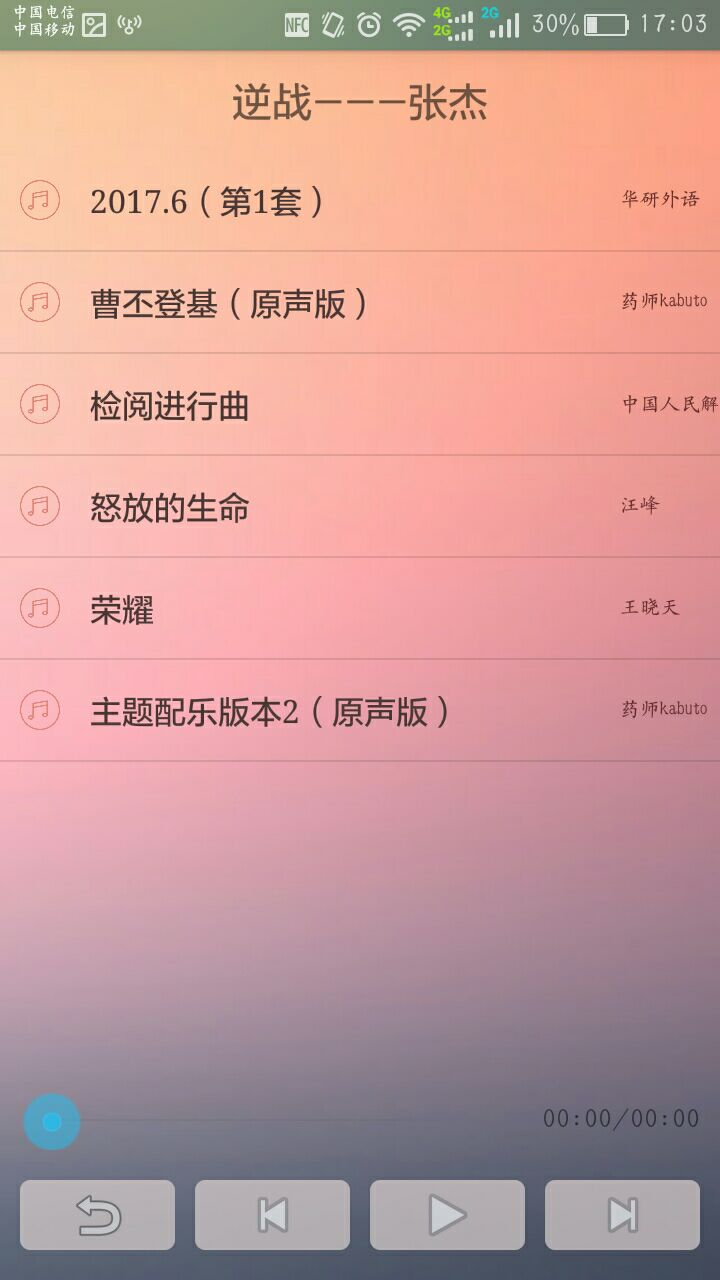 中国电信
中国移动
NFC 4G 2G 2G 30% 17:03
逆战———张杰
2017.6（第1套） 华研外语
曹丕登基（原声版） 药师kabuto
检阅进行曲 中国人民解
怒放的生命 汪峰
荣耀 王晓天
主题配乐版本2（原声版） 药师kabuto
00:00/00:00